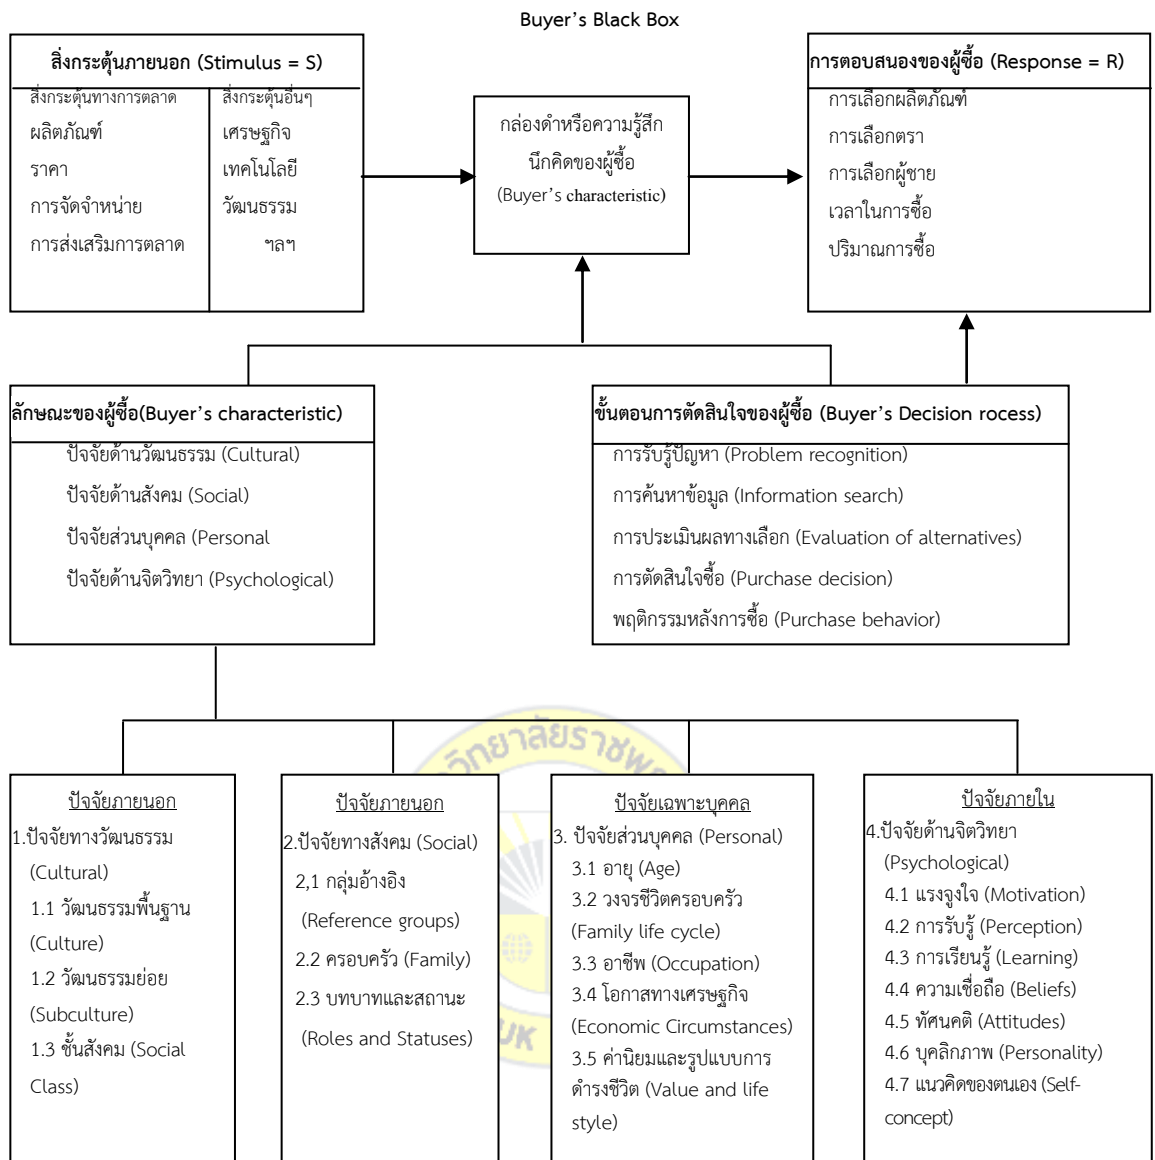 Buyer's Black Box
สิ่งกระตุ้นภายนอก (Stimulus = S)
สิ่งกระตุ้นทางการตลาด
ผลิตภัณฑ์
ราคา
การจัดจำหน่าย
การส่งเสริมการตลาด
สิ่งกระตุ้นอื่นๆ
เศรษฐกิจ
เทคโนโลยี
วัฒนธรรม
ฯลฯ
กล่องดำหรือความรู้สึก
นึกคิดของผู้ซื้อ
(Buyer's characteristic)
การตอบสนองของผู้ซื้อ (Response = R)
การเลือกผลิตภัณฑ์
การเลือกตรา
การเลือกผู้ขาย
เวลาในการซื้อ
ปริมาณการซื้อ
ลักษณะของผู้ซื้อ(Buyer's characteristic)
ปัจจัยด้านวัฒนธรรม (Cultural)
ปัจจัยด้านสังคม (Social)
ปัจจัยส่วนบุคคล (Personal
ปัจจัยด้านจิตวิทยา (Psychological)
ขั้นตอนการตัดสินใจของผู้ซื้อ (Buyer's Decision rocess)
การรับรู้ปัญหา (Problem recognition)
การค้นหาข้อมูล (Information search)
การประเมินผลทางเลือก (Evaluation of alternatives)
การตัดสินใจซื้อ (Purchase decision)
พฤติกรรมหลังการซื้อ (Purchase behavior)
ปัจจัยภายนอก
1.ปัจจัยทางวัฒนธรรม
(Cultural)
1.1 วัฒนธรรมพื้นฐาน
(Culture)
1.2 วัฒนธรรมย่อย
(Subculture)
1.3 ชั้นสังคม (Social
Class)
ปัจจัยภายนอก
2.ปัจจัยทางสังคม (Social)
2,1 กลุ่มอ้างอิง
(Reference groups)
2.2 ครอบครัว (Family)
2.3 บทบาทและสถานะ
(Roles and Statuses)
ปัจจัยเฉพาะบุคคล
3. ปัจจัยส่วนบุคคล (Personal)
3.1 อายุ (Age)
3.2 วงจรชีวิตครอบครัว
(Family life cycle)
3.3 อาชีพ (Occupation)
3.4 โอกาสทางเศรษฐกิจ
(Economic Circumstances)
3.5 ค่านิยมและรูปแบบการ
ดำรงชีวิต (Value and life
style)
ปัจจัยภายใน
4.ปัจจัยด้านจิตวิทยา
(Psychological)
4.1 แรงจูงใจ (Motivation)
4.2 การรับรู้ (Perception)
4.3 การเรียนรู้ (Learning)
4.4 ความเชื่อถือ (Beliefs)
4.5 ทัศนคติ (Attitudes)
4.6 บุคลิกภาพ (Personality)
4.7 แนวคิดของตนเอง (Self-
concept)